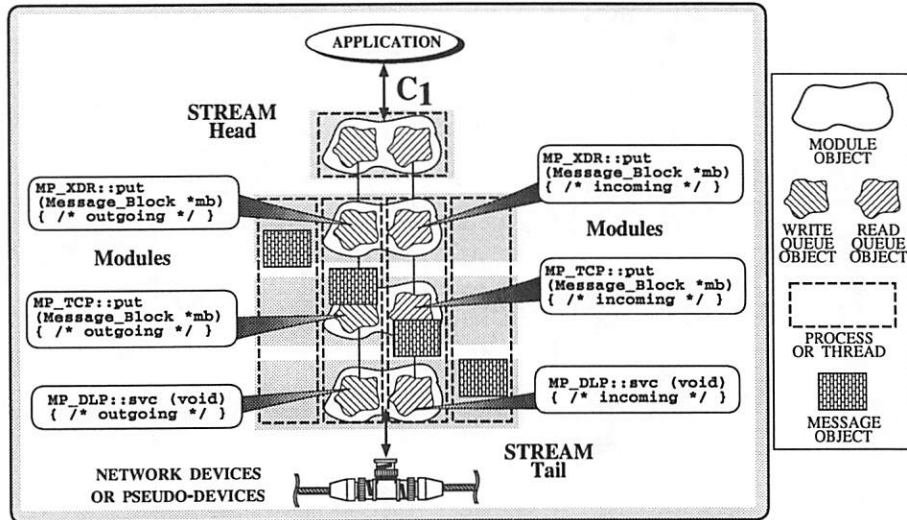 APPLICATION
C1
STREAM
Head
MP_XDR::put
(Message_Block *mb)
{ /* outgoing */ }
MP_XDR::put
(Message_Block *mb)
{ /* incoming */ }
Modules
Modules
MP_TCP::put
(Message_Block *mb)
{ /* outgoing */ }
MP_TCP::put
(Message_Block *mb)
{ /* incoming */ }
MP_DLP::svc (void)
{ /* outgoing */ }
MP_DLP::svc (void)
{ /* incoming */ }
STREAM
Tail
NETWORK DEVICES
OR PSEUDO-DEVICES
MODULE
OBJECT
WRITE
QUEUE
OBJECT
READ
QUEUE
OBJECT
PROCESS
OR THREAD
MESSAGE
OBJECT